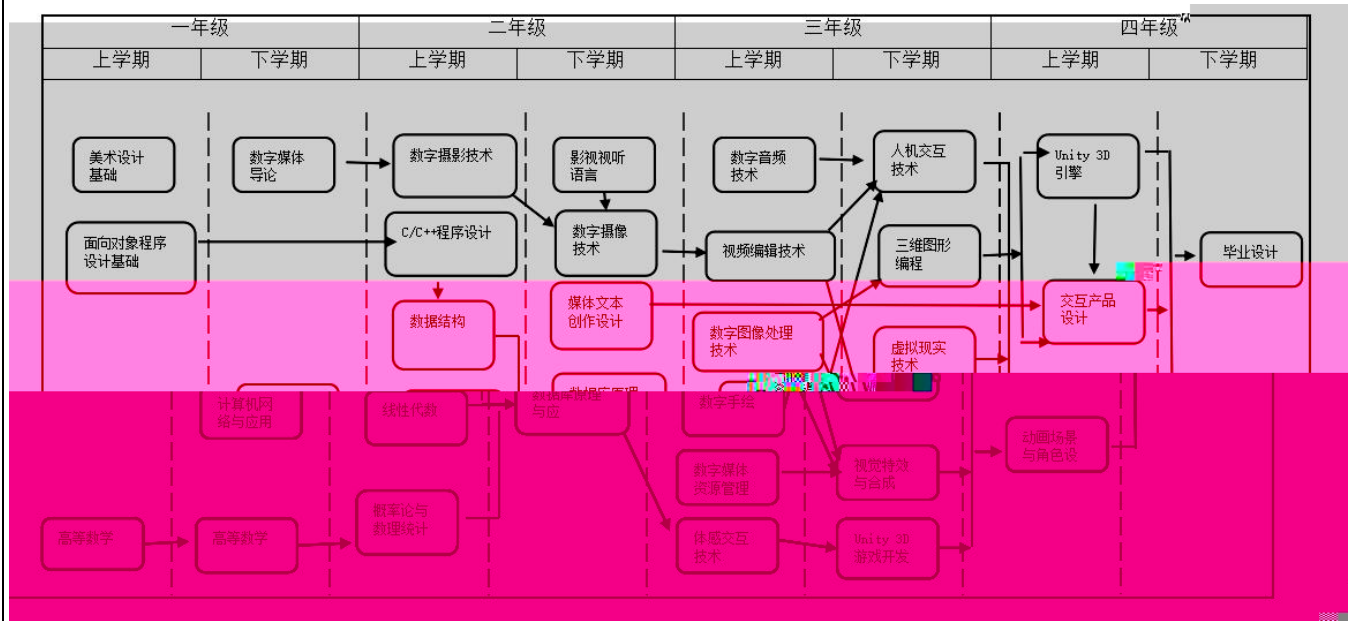 一年级
二年级
三年级
四年级
上学期
下学期
上学期
下学期
上学期
下学期
上学期
下学期
美术设计
基础
数字媒体
导论
数字摄影技术
影视视听
语言
数字音频
技术
人机交互
技术
Unity 3D
引擎
面向对象程序
设计基础
C/C++程序设计
数字摄像
技术
视频编辑技术
三维图形
编程
毕业设计
数据结构
媒体文本
创作设计
数字图像处理
技术
虚拟现实
技术
交互产品
设计
计算机网
络与应用
线性代数
数据库原理
与应
数字手绘
动画场景
与角色设
数字媒体
资源管理
视觉特效
与合成
高等数学
高等数学
概率论与
数理统计
体感交互
技术
Unity 3D
游戏开发